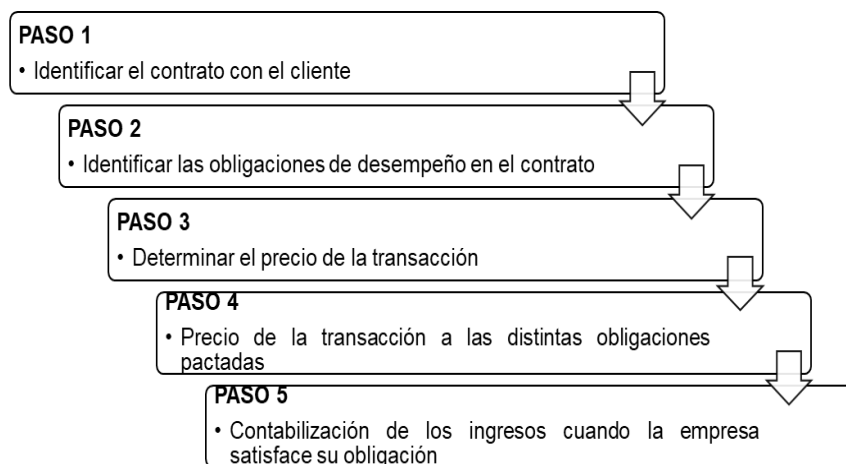 PASO 1
• Identificar el contrato con el cliente
PASO 2
• Identificar las obligaciones de desempeño en el contrato
PASO 3
• Determinar el precio de la transacción
PASO 4
• Precio de la transacción a las distintas obligaciones
pactadas
PASO 5
• Contabilización de los ingresos cuando la empresa
satisface su obligación